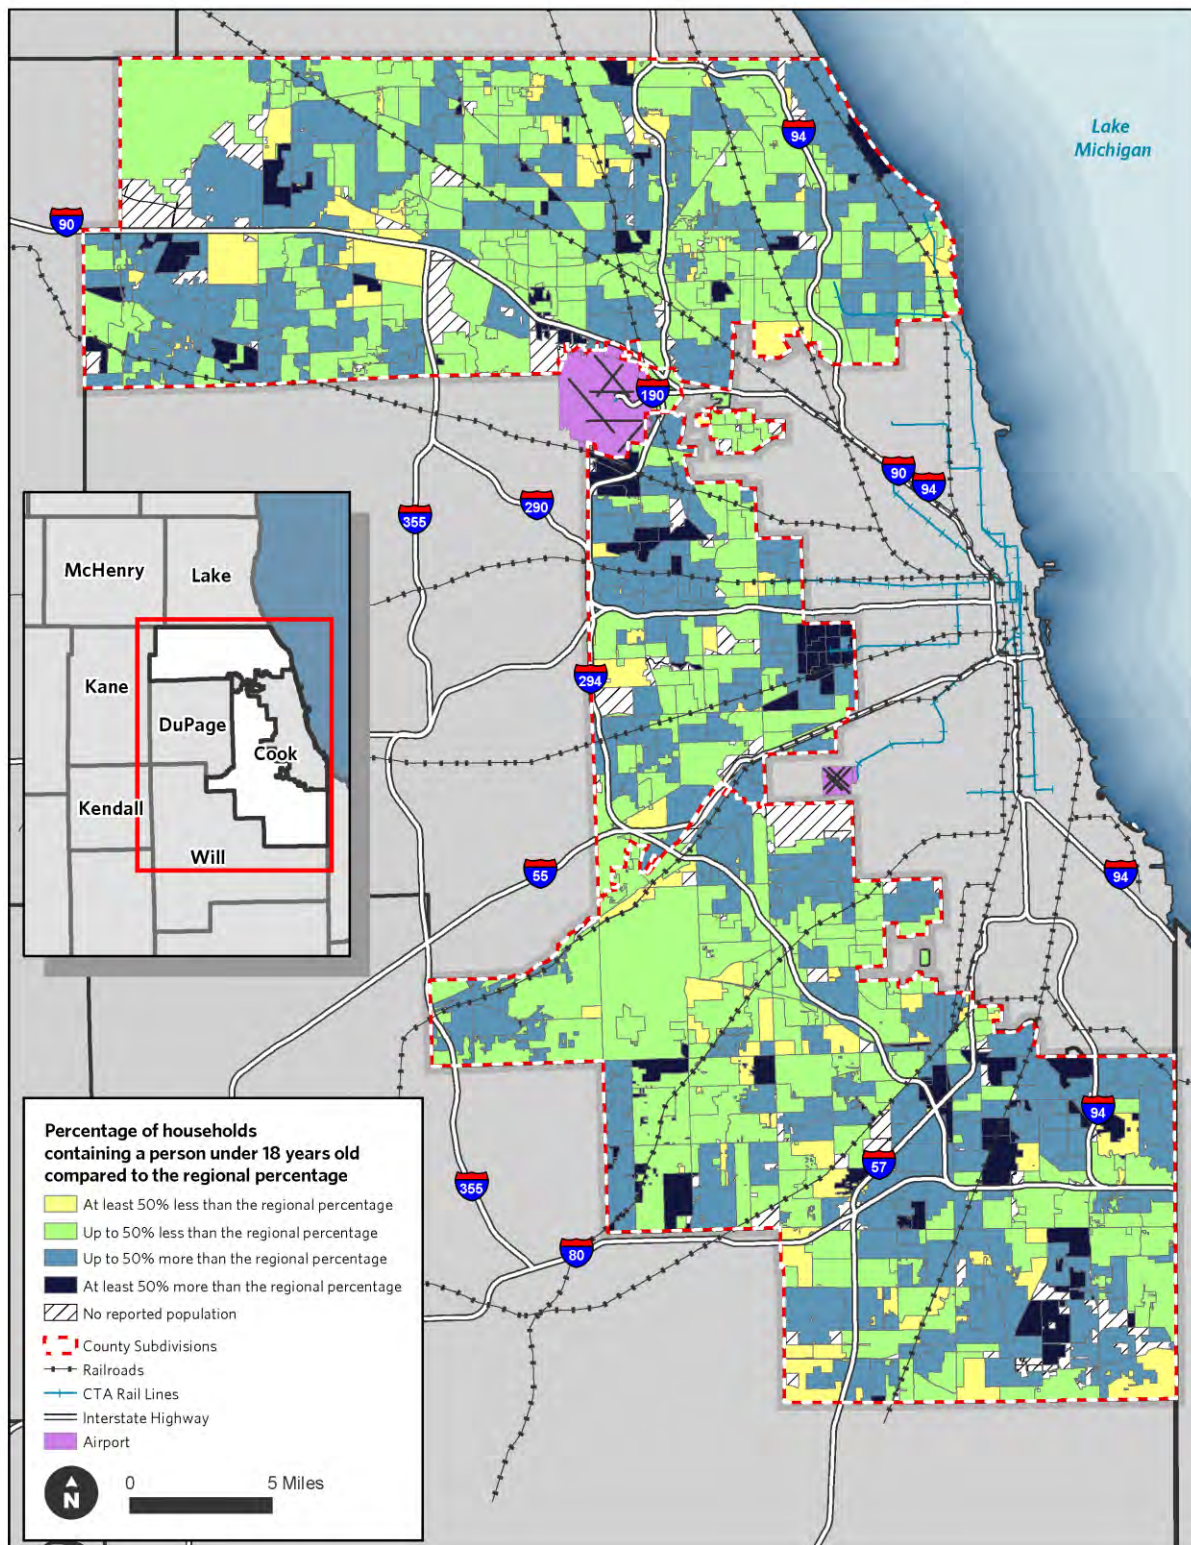 Lake
Michigan
94
90
190
90
94
290
355
McHenry
Lake
Kane
DuPage
Cook
Kendall
Will
294
55
94
94
57
355
80
Percentage of households
containing a person under 18 years old
compared to the regional percentage
At least 50% less than the regional percentage
Up to 50% less than the regional percentage
Up to 50% more than the regional percentage
At least 50% more than the regional percentage
No reported population
County Subdivisions
Railroads
CTA Rail Lines
Interstate Highway
Airport
N
0 5 Miles